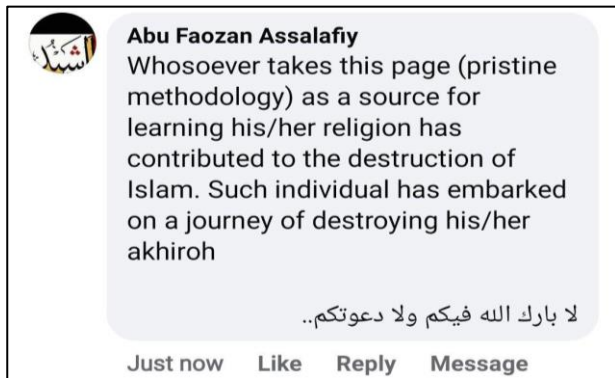 أشند
Abu Faozan Assalafiy
Whosoever takes this page (pristine
methodology) as a source for
learning his/her religion has
contributed to the destruction of
Islam. Such individual has embarked
on a journey of destroying his/her
akhiroh
لا بارك الله فيكم ولا دعوتكم..
Just now Like Reply Message